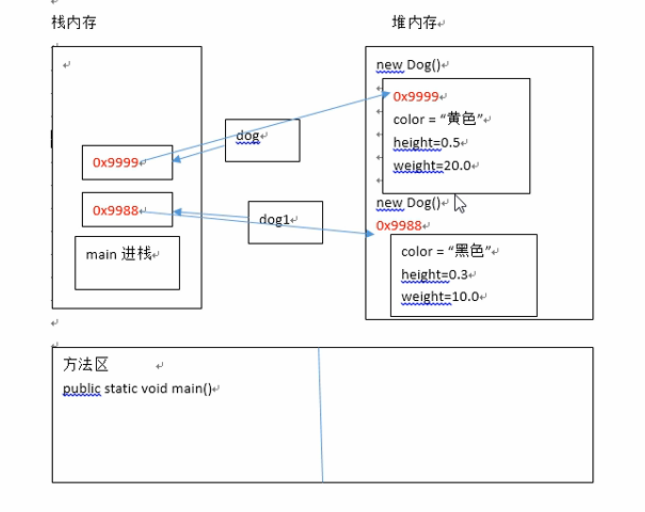 栈内存
堆内存
new Dog()
0x9999
color = “黄色”
height=0.5
weight=20.0
dog
0x9999
new Dog()
0x9988
0x9988
dog1
color = “黑色”
height=0.3
weight=10.0
main 进栈
方法区
public static void main()